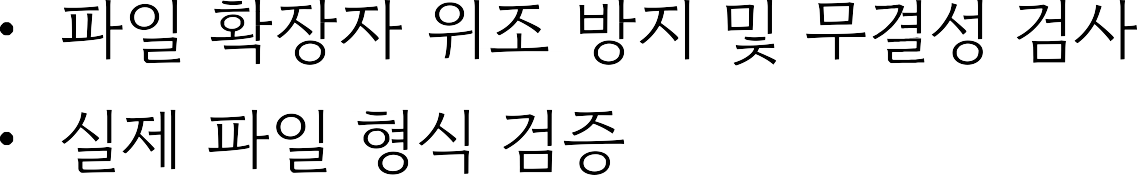 • 파일 확장자 위조 방지 및 무결성 검사
• 실제 파일 형식 검증